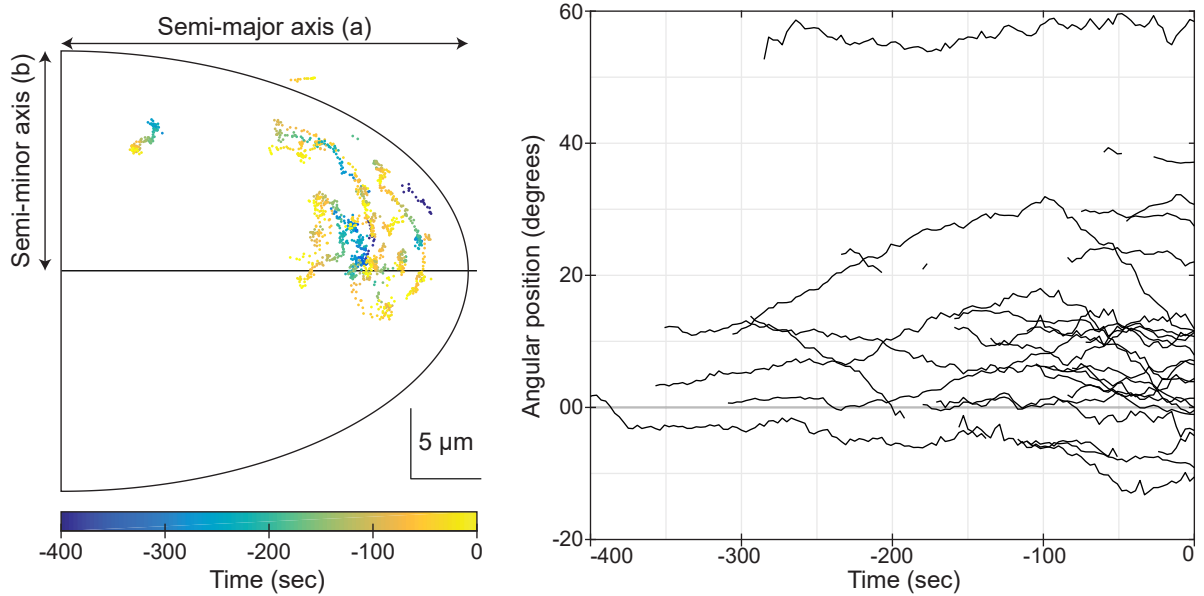 Semi-major axis (a)
Semi-minor axis (b)
5 μm
-400 -300 -200 -100 0
Time (sec)
60
40
20
00
-20
Angular position (degrees)
-400 -300 -200 -100 0
Time (sec)